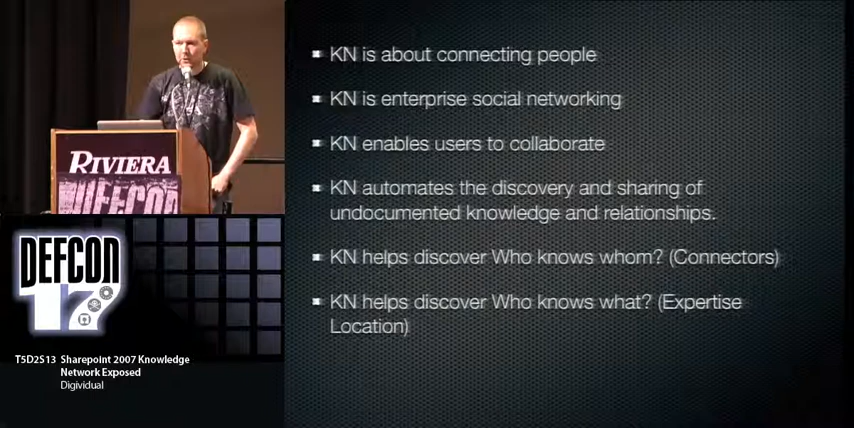 RIVIERA
DEFCON
DEFCON
17
T5D2S13 Sharepoint 2007 Knowledge
Network Exposed
Digividual
KN is about connecting people
KN is enterprise social networking
KN enables users to collaborate
KN automates the discovery and sharing of
undocumented knowledge and relationships.
KN helps discover Who knows whom? (Connectors)
KN helps discover Who knows what? (Expertise
Location)